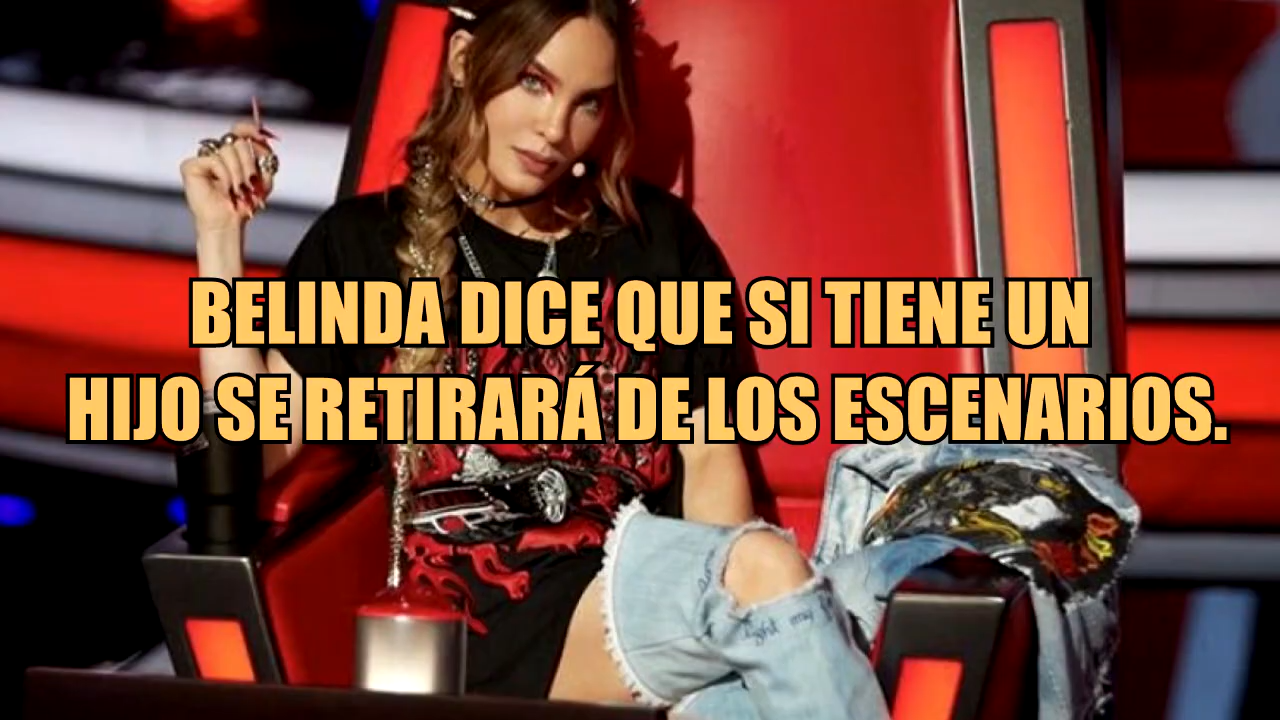 BELINDA DICE QUE SI TIENE UN
HIJO SE RETIRARÁ DE LOS ESCENARIOS.